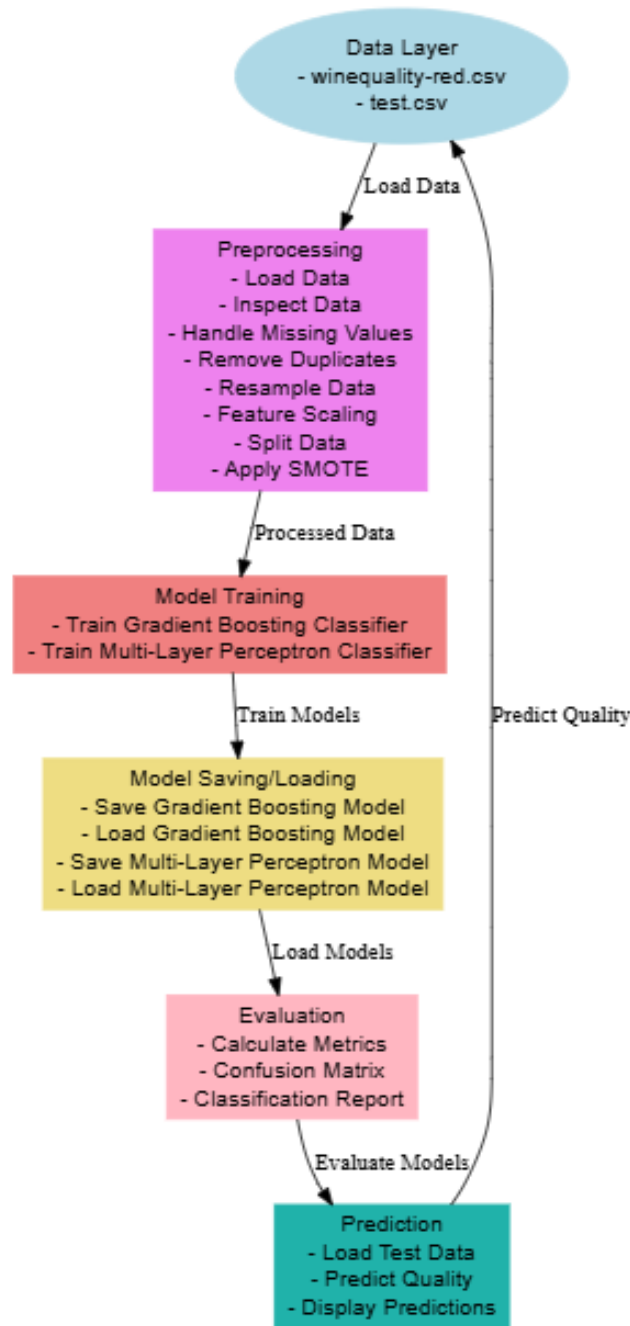 Data Layer
- winequality-red.csv
- test.csv
Load Data
Preprocessing
- Load Data
- Inspect Data
- Handle Missing Values
- Remove Duplicates
- Resample Data
- Feature Scaling
- Split Data
- Apply SMOTE
Processed Data
Model Training
- Train Gradient Boosting Classifier
- Train Multi-Layer Perceptron Classifier
Train Models
Predict Quality
Model Saving/Loading
- Save Gradient Boosting Model
- Load Gradient Boosting Model
- Save Multi-Layer Perceptron Model
- Load Multi-Layer Perceptron Model
Load Models
Evaluation
- Calculate Metrics
- Confusion Matrix
- Classification Report
Evaluate Models
Prediction
- Load Test Data
- Predict Quality
- Display Predictions